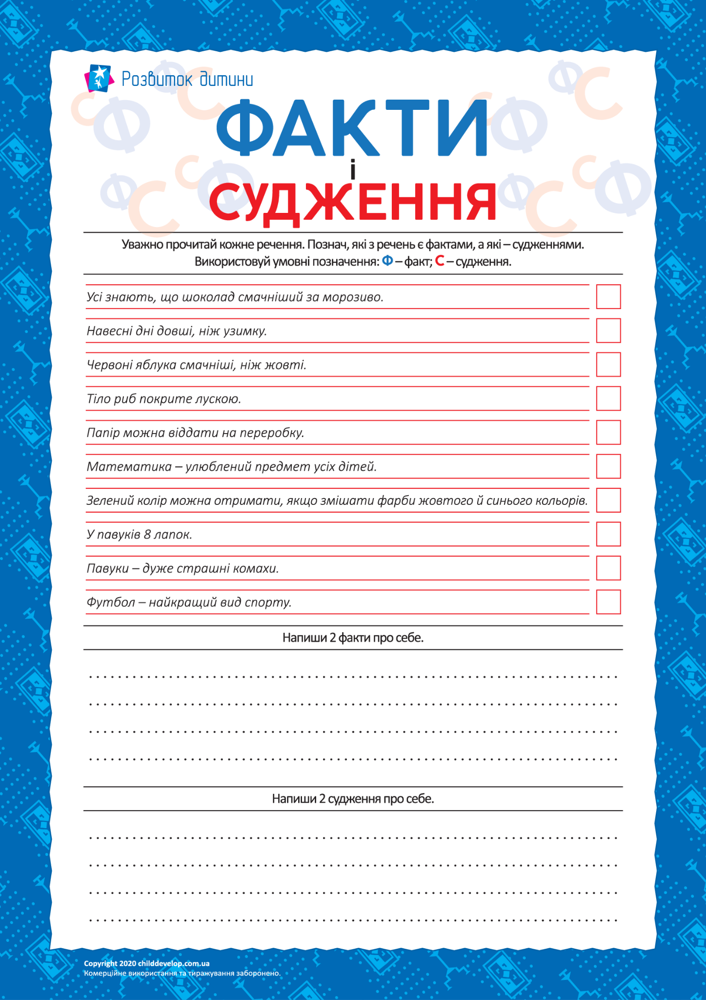 Розвиток дитини
ФАКТИ
і
СУДЖЕННЯ
Уважно прочитай кожне речення. Познач, які з речень є фактами, а які – судженнями.
Використовуй умовні позначення: Ф – факт; С – судження.
Усі знають, що шоколад смачніший за морозиво.
Навесні дні довші, ніж узимку.
Червоні яблука смачніші, ніж жовті.
Тіло риб покрите лускою.
Папір можна віддати на переробку.
Математика – улюблений предмет усіх дітей.
Зелений колір можна отримати, якщо змішати фарби жовтого й синього кольорів.
У павуків 8 лапок.
Павуки – дуже страшні комахи.
Футбол – найкращий вид спорту.
Напиши 2 факти про себе.
Напиши 2 судження про себе.
Copyright 2020 childdevelop.com.ua
Комерційне використання та тиражування заборонено.